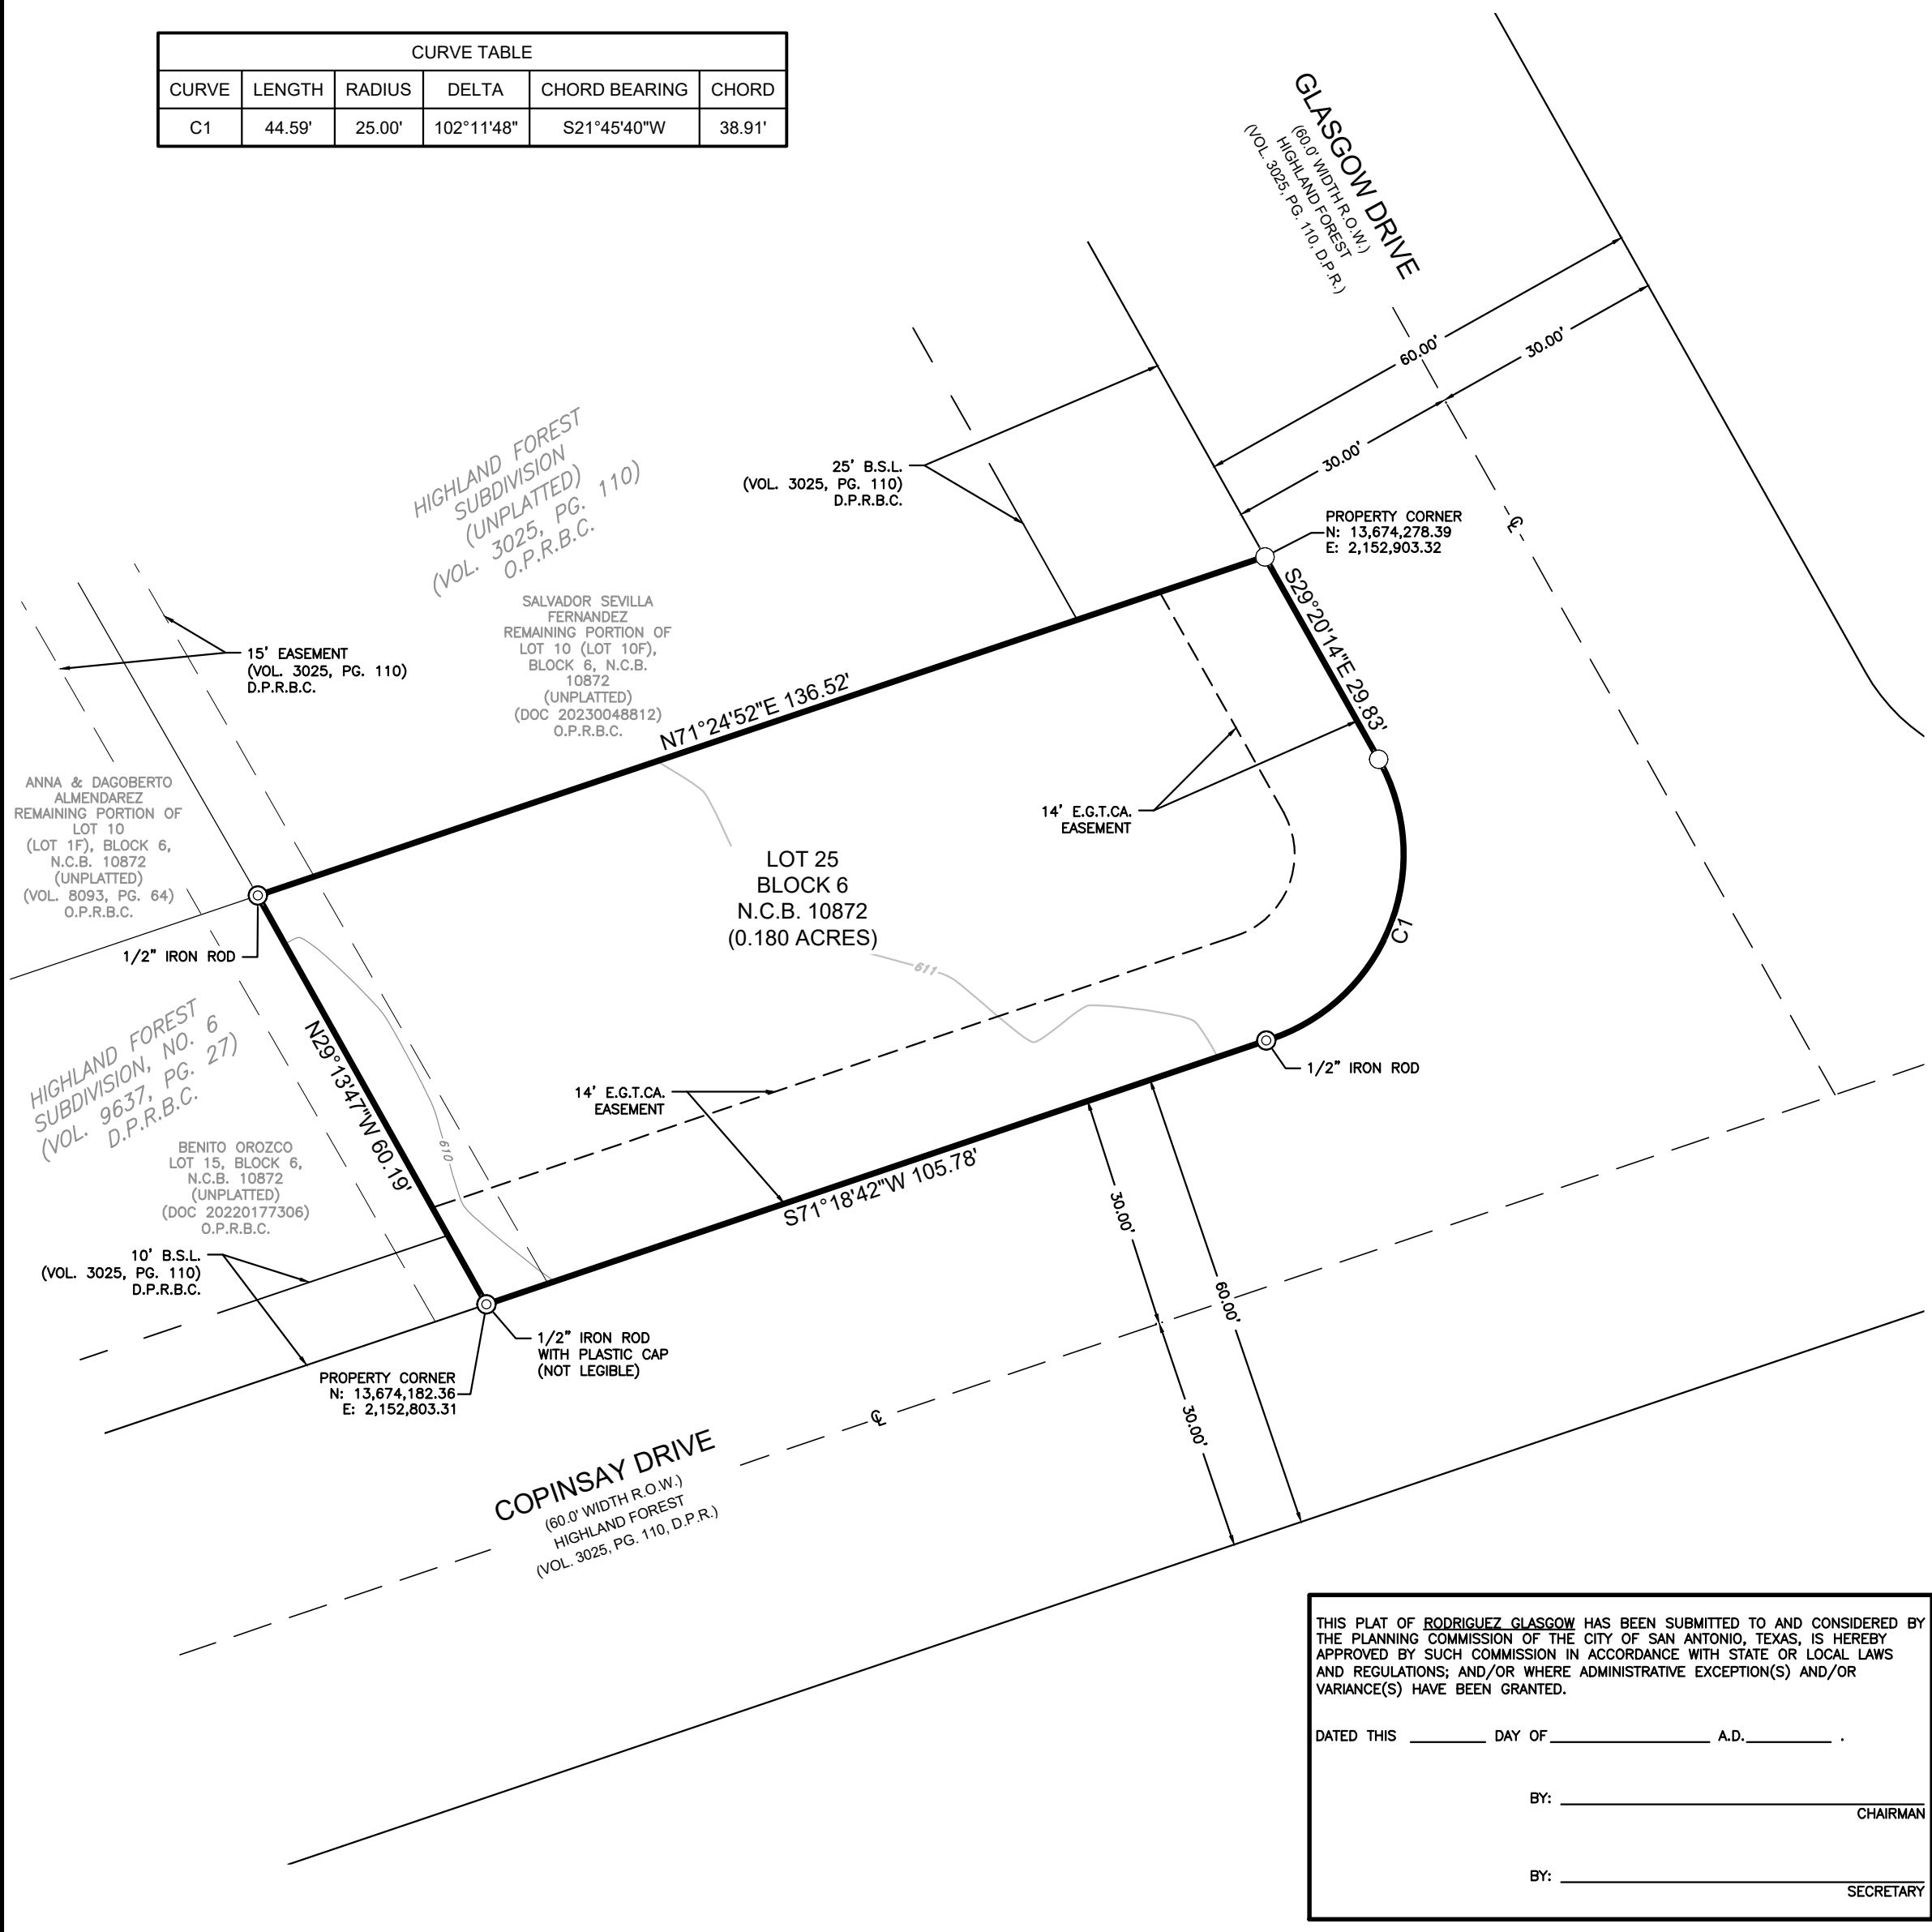 CURVE TABLE
CURVE LENGTH RADIUS DELTA CHORD BEARING CHORD
C1 44.59' 25.00' 102°11'48" S21°45'40"W 38.91'
GLASGOW DRIVE
(60.0' WIDTH R.O.W.)
HIGHLAND FOREST
(VOL. 3025, PG. 110, D.P.R.)
60.00'
30.00'
30.00'
HIGHLAND FOREST
SUBDIVISION
(UNPLATTED)
(VOL. 3025, PG. 110)
O.P.R.B.C.
25' B.S.L.
(VOL. 3025, PG. 110)
D.P.R.B.C.
PROPERTY CORNER
N: 13,674,278.39
E: 2,152,903.32
℄
SALVADOR SEVILLA
FERNANDEZ
REMAINING PORTION OF
LOT 10 (LOT 10F),
BLOCK 6, N.C.B.
10872
(UNPLATTED)
(DOC 20230048812)
O.P.R.B.C.
15' EASEMENT
(VOL. 3025, PG. 110)
D.P.R.B.C.
S29°20'14"E 29.83'
N71°24'52"E 136.52'
ANNA & DAGOBERTO
ALMENDAREZ
REMAINING PORTION OF
LOT 10
(LOT 1F), BLOCK 6,
N.C.B. 10872
(UNPLATTED)
(VOL. 8093, PG. 64)
O.P.R.B.C.
14' E.G.T.CA.
EASEMENT
LOT 25
BLOCK 6
N.C.B. 10872
(0.180 ACRES)
C1
1/2" IRON ROD
611
HIGHLAND FOREST
SUBDIVISION, NO. 6
(VOL. 9637, PG. 27)
D.P.R.B.C.
N29°13'47"W 60.19'
1/2" IRON ROD
14' E.G.T.CA.
EASEMENT
610
BENITO OROZCO
LOT 15, BLOCK 6,
N.C.B. 10872
(UNPLATTED)
(DOC 20220177306)
O.P.R.B.C.
S71°18'42"W 105.78'
30.00'
60.00'
30.00'
10' B.S.L.
(VOL. 3025, PG. 110)
D.P.R.B.C.
1/2" IRON ROD
WITH PLASTIC CAP
(NOT LEGIBLE)
PROPERTY CORNER
N: 13,674,182.36
E: 2,152,803.31
℄
COPINSAY DRIVE
(60.0' WIDTH R.O.W.)
HIGHLAND FOREST
(VOL. 3025, PG. 110, D.P.R.)
THIS PLAT OF RODRIGUEZ GLASGOW HAS BEEN SUBMITTED TO AND CONSIDERED BY
THE PLANNING COMMISSION OF THE CITY OF SAN ANTONIO, TEXAS, IS HEREBY
APPROVED BY SUCH COMMISSION IN ACCORDANCE WITH STATE OR LOCAL LAWS
AND REGULATIONS; AND/OR WHERE ADMINISTRATIVE EXCEPTION(S) AND/OR
VARIANCE(S) HAVE BEEN GRANTED.
DATED THIS ________ DAY OF ________________ A.D. ________ .
BY: ________________
CHAIRMAN
BY: ________________
SECRETARY